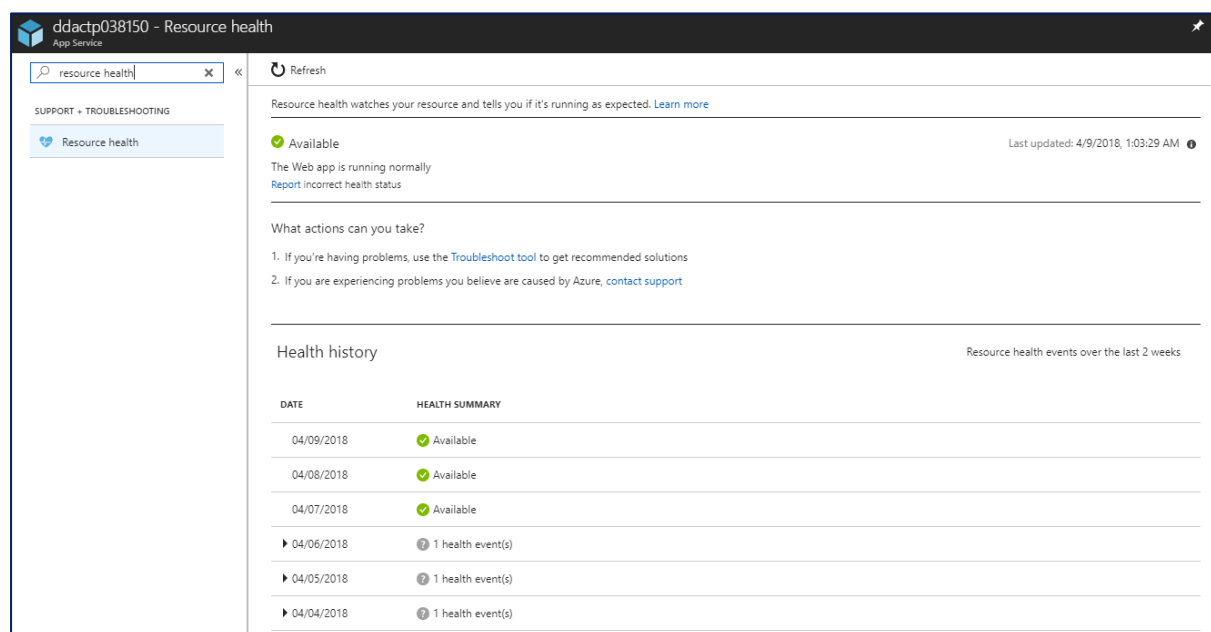 ddactp038150 - Resource health
App Service
resource health
SUPPORT + TROUBLESHOOTING
Resource health
Refresh
Resource health watches your resource and tells you if it's running as expected. Learn more
Available
Last updated: 4/9/2018, 1:03:29 AM
The Web app is running normally
Report incorrect health status
What actions can you take?
1. If you're having problems, use the Troubleshoot tool to get recommended solutions
2. If you are experiencing problems you believe are caused by Azure, contact support
Health history
Resource health events over the last 2 weeks
DATE HEALTH SUMMARY
04/09/2018 Available
04/08/2018 Available
04/07/2018 Available
04/06/2018 1 health event(s)
04/05/2018 1 health event(s)
04/04/2018 1 health event(s)